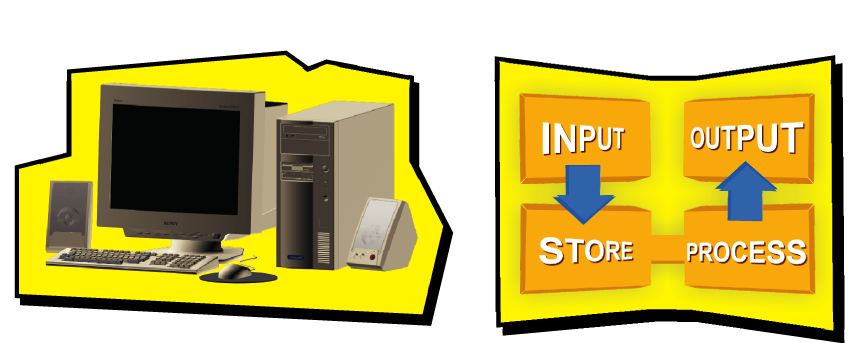 INPUT
OUTPUT
STORE
PROCESS